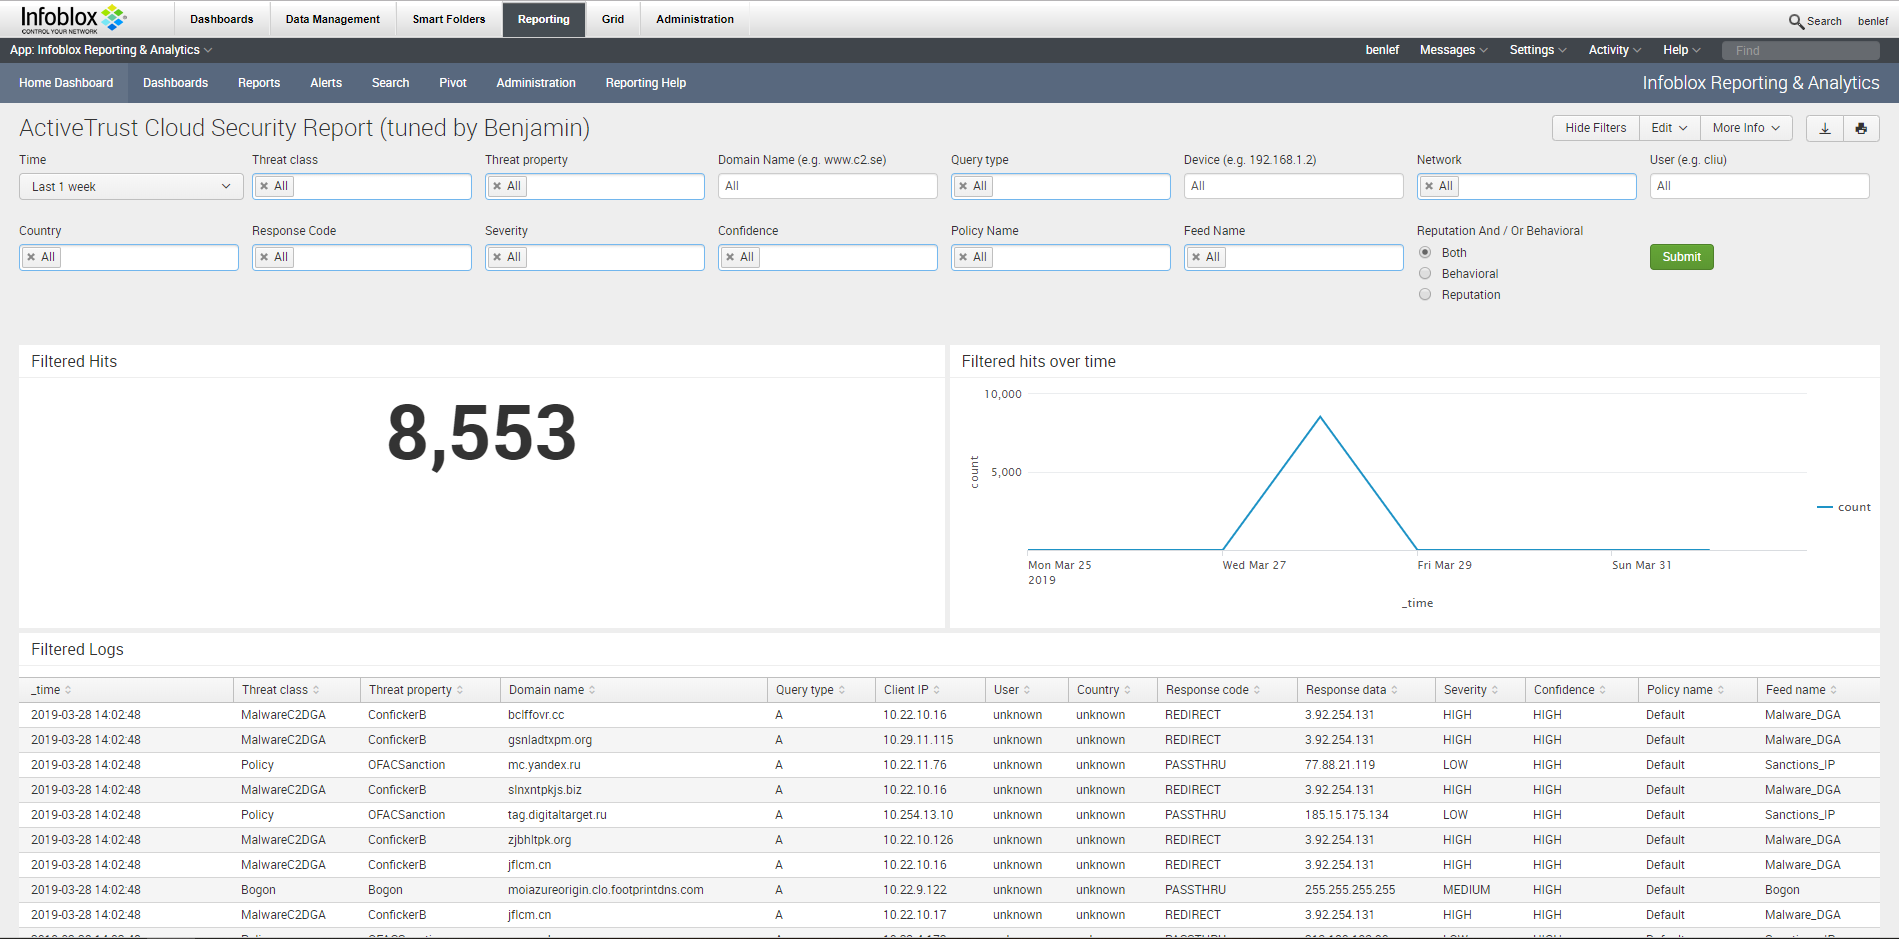 Infoblox
CONTROL YOUR NETWORK
Dashboards Data Management Smart Folders Reporting Grid Administration
Search benlef
App: Infoblox Reporting & Analytics
benlef Messages Settings Activity Help Find
Home Dashboard Dashboards Reports Alerts Search Pivot Administration Reporting Help
Infoblox Reporting & Analytics
ActiveTrust Cloud Security Report (tuned by Benjamin)
Hide Filters Edit More Info
Time Threat class Threat property Domain Name (e.g. www.c2.se) Query type Device (e.g. 192.168.1.2) Network User (e.g. cliu)
Last 1 week All All All All All All All
Country Response Code Severity Confidence Policy Name Feed Name Reputation And / Or Behavioral
All All All All All All
Both
Behavioral
Reputation
Submit
Filtered Hits
8,553
Filtered hits over time
10,000
5,000
count
Mon Mar 25 Wed Mar 27 Fri Mar 29 Sun Mar 31
2019
_time
count
Filtered Logs
_time Threat class Threat property Domain name Query type Client IP User Country Response code Response data Severity Confidence Policy name Feed name
2019-03-28 14:02:48 MalwareC2DGA ConfickerB bclffovr.cc A 10.22.10.16 unknown unknown REDIRECT 3.92.254.131 HIGH HIGH Default Malware_DGA
2019-03-28 14:02:48 MalwareC2DGA ConfickerB gsnladtxpm.org A 10.29.11.115 unknown unknown REDIRECT 3.92.254.131 HIGH HIGH Default Malware_DGA
2019-03-28 14:02:48 Policy OFACSanction mc.yandex.ru A 10.22.11.76 unknown unknown PASSTHRU 77.88.21.119 LOW HIGH Default Sanctions_IP
2019-03-28 14:02:48 MalwareC2DGA ConfickerB slnxntpkjs.biz A 10.22.10.16 unknown unknown REDIRECT 3.92.254.131 HIGH HIGH Default Malware_DGA
2019-03-28 14:02:48 Policy OFACSanction tag.digitaltarget.ru A 10.254.13.10 unknown unknown PASSTHRU 185.15.175.134 LOW HIGH Default Sanctions_IP
2019-03-28 14:02:48 MalwareC2DGA ConfickerB zjbhltpk.org A 10.22.10.126 unknown unknown REDIRECT 3.92.254.131 HIGH HIGH Default Malware_DGA
2019-03-28 14:02:48 MalwareC2DGA ConfickerB jflcm.cn A 10.22.10.16 unknown unknown REDIRECT 3.92.254.131 HIGH HIGH Default Malware_DGA
2019-03-28 14:02:48 Bogon Bogon moiazureorigin.clo.footprintdns.com A 10.22.9.122 unknown unknown PASSTHRU 255.255.255.255 MEDIUM HIGH Default Bogon
2019-03-28 14:02:48 MalwareC2DGA ConfickerB jflcm.cn A 10.22.10.17 unknown unknown REDIRECT 3.92.254.131 HIGH HIGH Default Malware_DGA